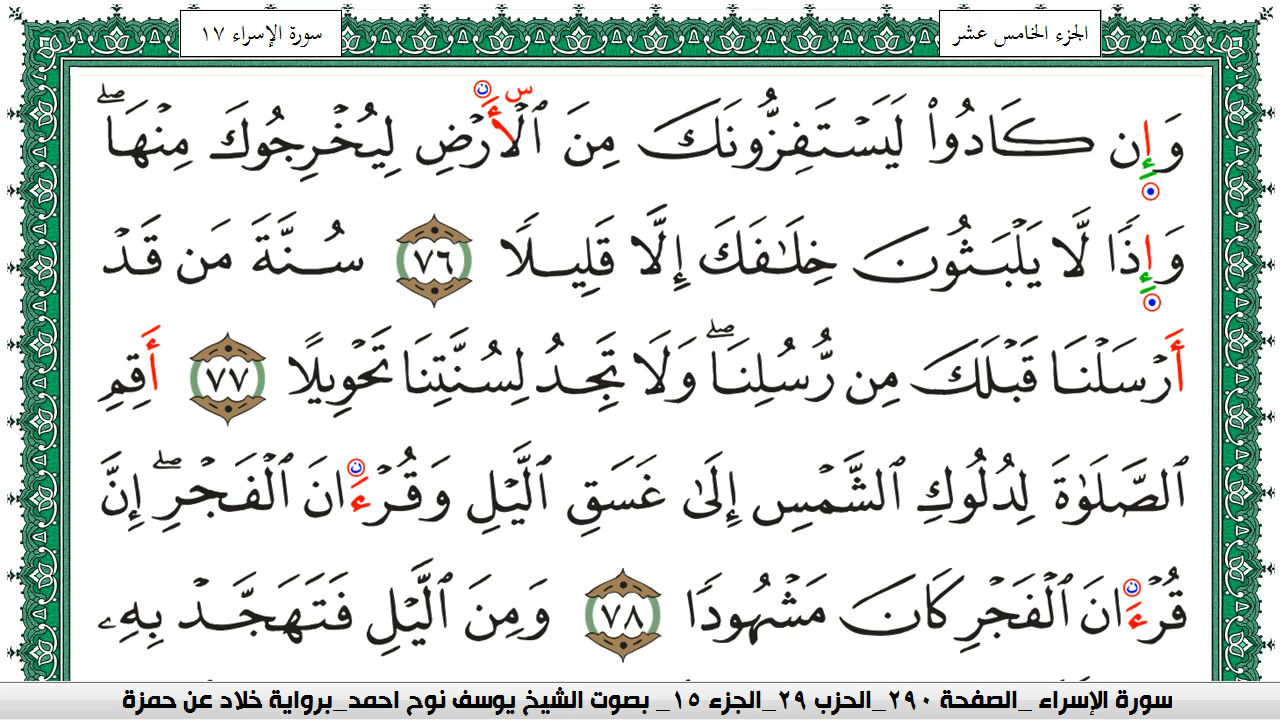 الجزء الخامس عشر
سورة الإسراء ١٧
وَإِن كَادُواْ لَيَسْتَفِزُّونَكَ مِنَ ٱلْأَرْضِ لِيُخْرِجُوكَ مِنْهَاۖ
وَإِذًا لَّا يَلْبَثُونَ خِلَٰفَكَ إِلَّا قَلِيلًا ٧٦ سُنَّةَ مَن قَدْ
أَرْسَلْنَا قَبْلَكَ مِن رُّسُلِنَاۖ وَلَا تَجِدُ لِسُنَّتِنَا تَحْوِيلًا ٧٧ أَقِمِ
ٱلصَّلَوٰةَ لِدُلُوكِ ٱلشَّمْسِ إِلَىٰ غَسَقِ ٱلَّيْلِ وَقُرْءَانَ ٱلْفَجْرِۖ إِنَّ
قُرْءَانَ ٱلْفَجْرِ كَانَ مَشْهُودًا ٧٨ وَمِنَ ٱلَّيْلِ فَتَهَجَّدْ بِهِۦ
سورة الإسراء _الصفحة ٢٩٠_الحزب ٢٩_الجزء ١٥_ بصوت الشيخ يوسف نوح احمد_برواية خلاد عن حمزة